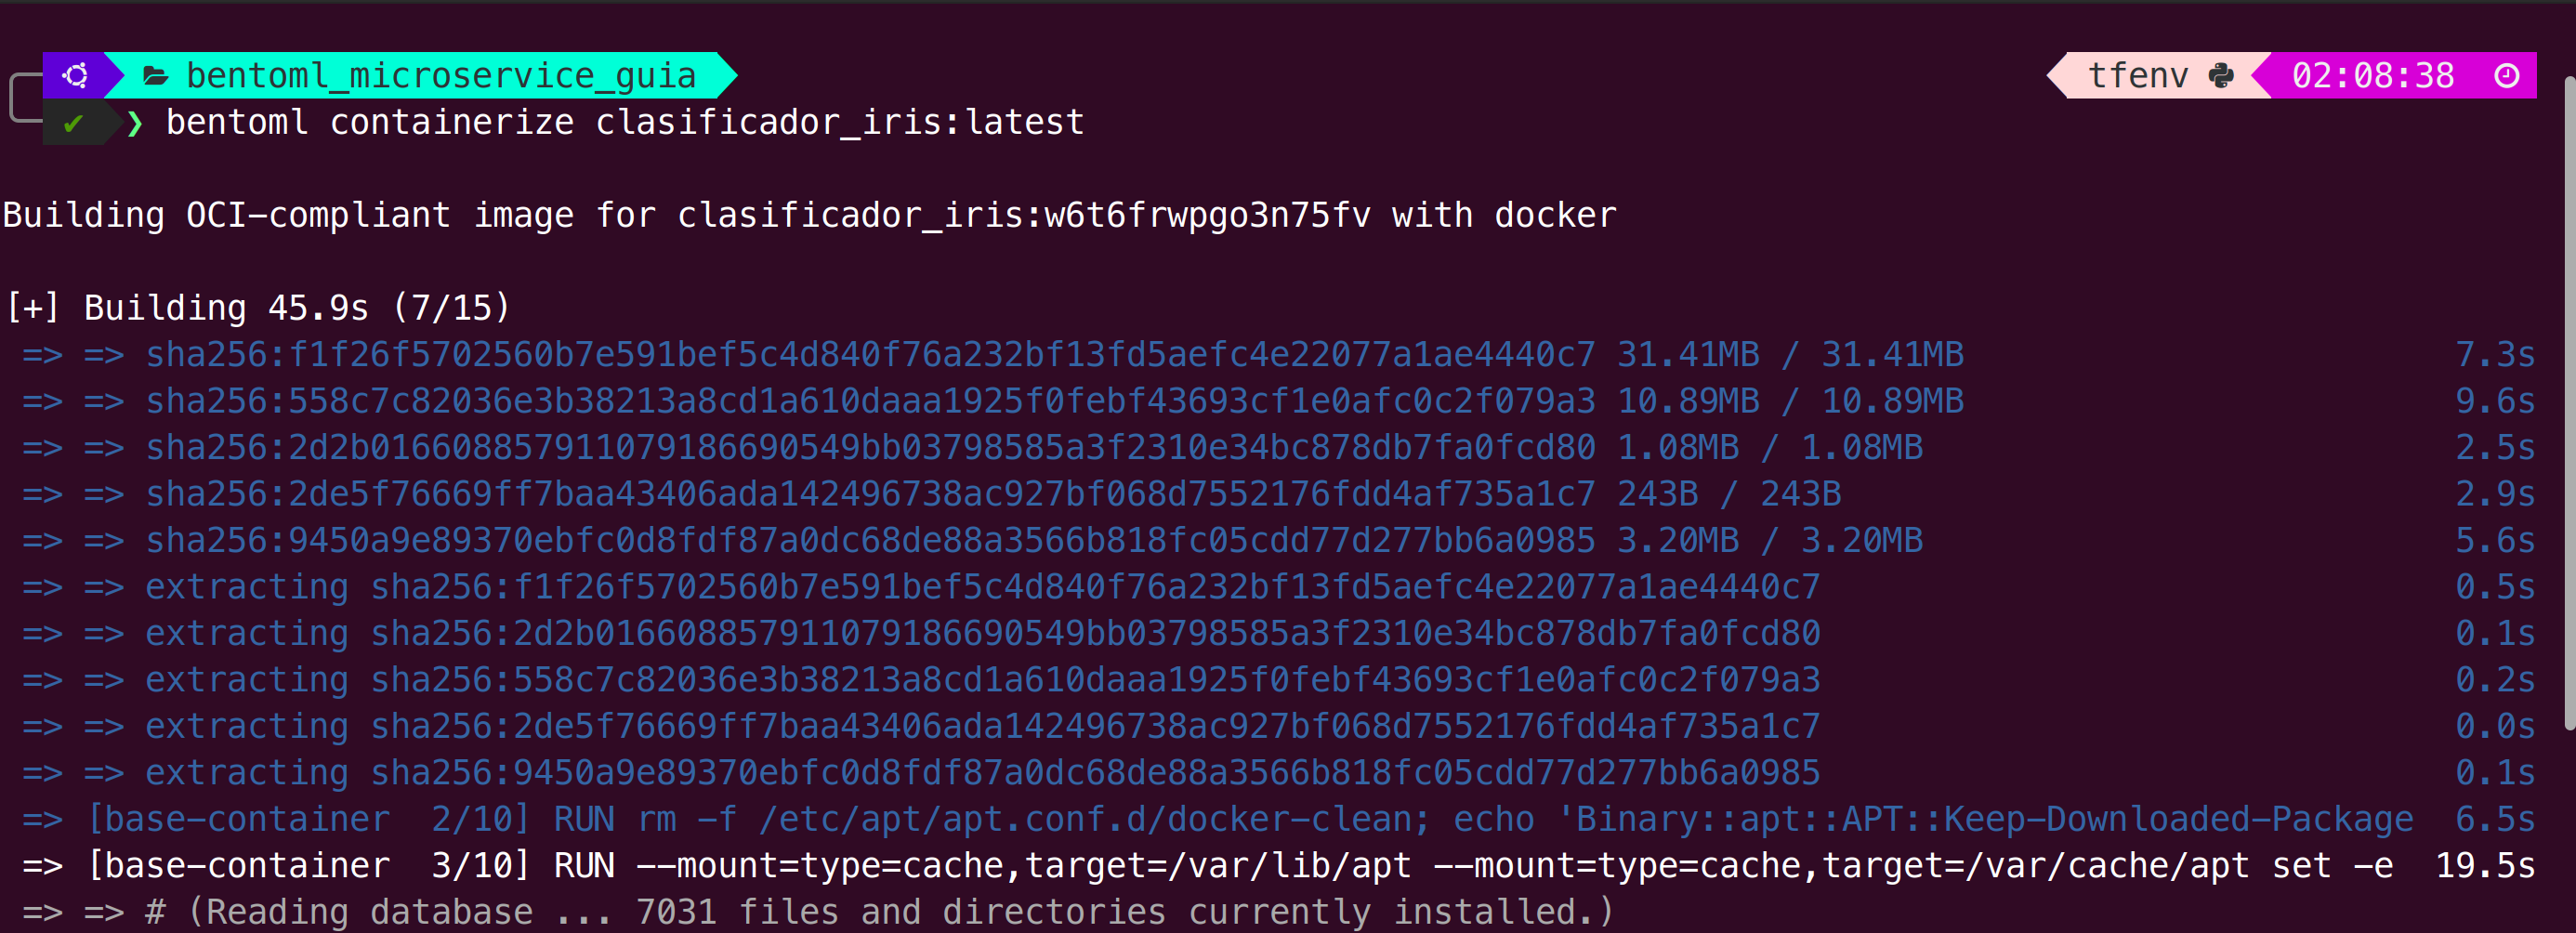 bentoml_microservice_guia tfenv 02:08:38
✔ ❯ bentoml containerize clasificador_iris:latest
Building OCI-compliant image for clasificador_iris:w6t6frwpgo3n75fv with docker
[+] Building 45.9s (7/15)
=> => sha256:f1f26f5702560b7e591bef5c4d840f76a232bf13fd5aefc4e22077a1ae4440c7 31.41MB / 31.41MB 7.3s
=> => sha256:558c7c82036e3b38213a8cd1a610daaa1925f0febf43693cf1e0afc0c2f079a3 10.89MB / 10.89MB 9.6s
=> => sha256:2d2b0166088579110791866905​49bb03798585a3f2310e34bc878db7fa0fcd80 1.08MB / 1.08MB 2.5s
=> => sha256:2de5f76669ff7baa43406ada142496738ac927bf068d7552176fdd4af735a1c7 243B / 243B 2.9s
=> => sha256:9450a9e89370ebfc0d8fdf87a0dc68de88a3566b818fc05cdd77d277bb6a0985 3.20MB / 3.20MB 5.6s
=> => extracting sha256:f1f26f5702560b7e591bef5c4d840f76a232bf13fd5aefc4e22077a1ae4440c7 0.5s
=> => extracting sha256:2d2b016608857911079186690549bb03798585a3f2310e34bc878db7fa0fcd80 0.1s
=> => extracting sha256:558c7c82036e3b38213a8cd1a610daaa1925f0febf43693cf1e0afc0c2f079a3 0.2s
=> => extracting sha256:2de5f76669ff7baa43406ada142496738ac927bf068d7552176fdd4af735a1c7 0.0s
=> => extracting sha256:9450a9e89370ebfc0d8fdf87a0dc68de88a3566b818fc05cdd77d277bb6a0985 0.1s
=> [base-container  2/10] RUN rm -f /etc/apt/apt.conf.d/docker-clean; echo 'Binary::apt::APT::Keep-Downloaded-Package 6.5s
=> [base-container  3/10] RUN --mount=type=cache,target=/var/lib/apt --mount=type=cache,target=/var/cache/apt set -e 19.5s
=> => # (Reading database ... 7031 files and directories currently installed.)